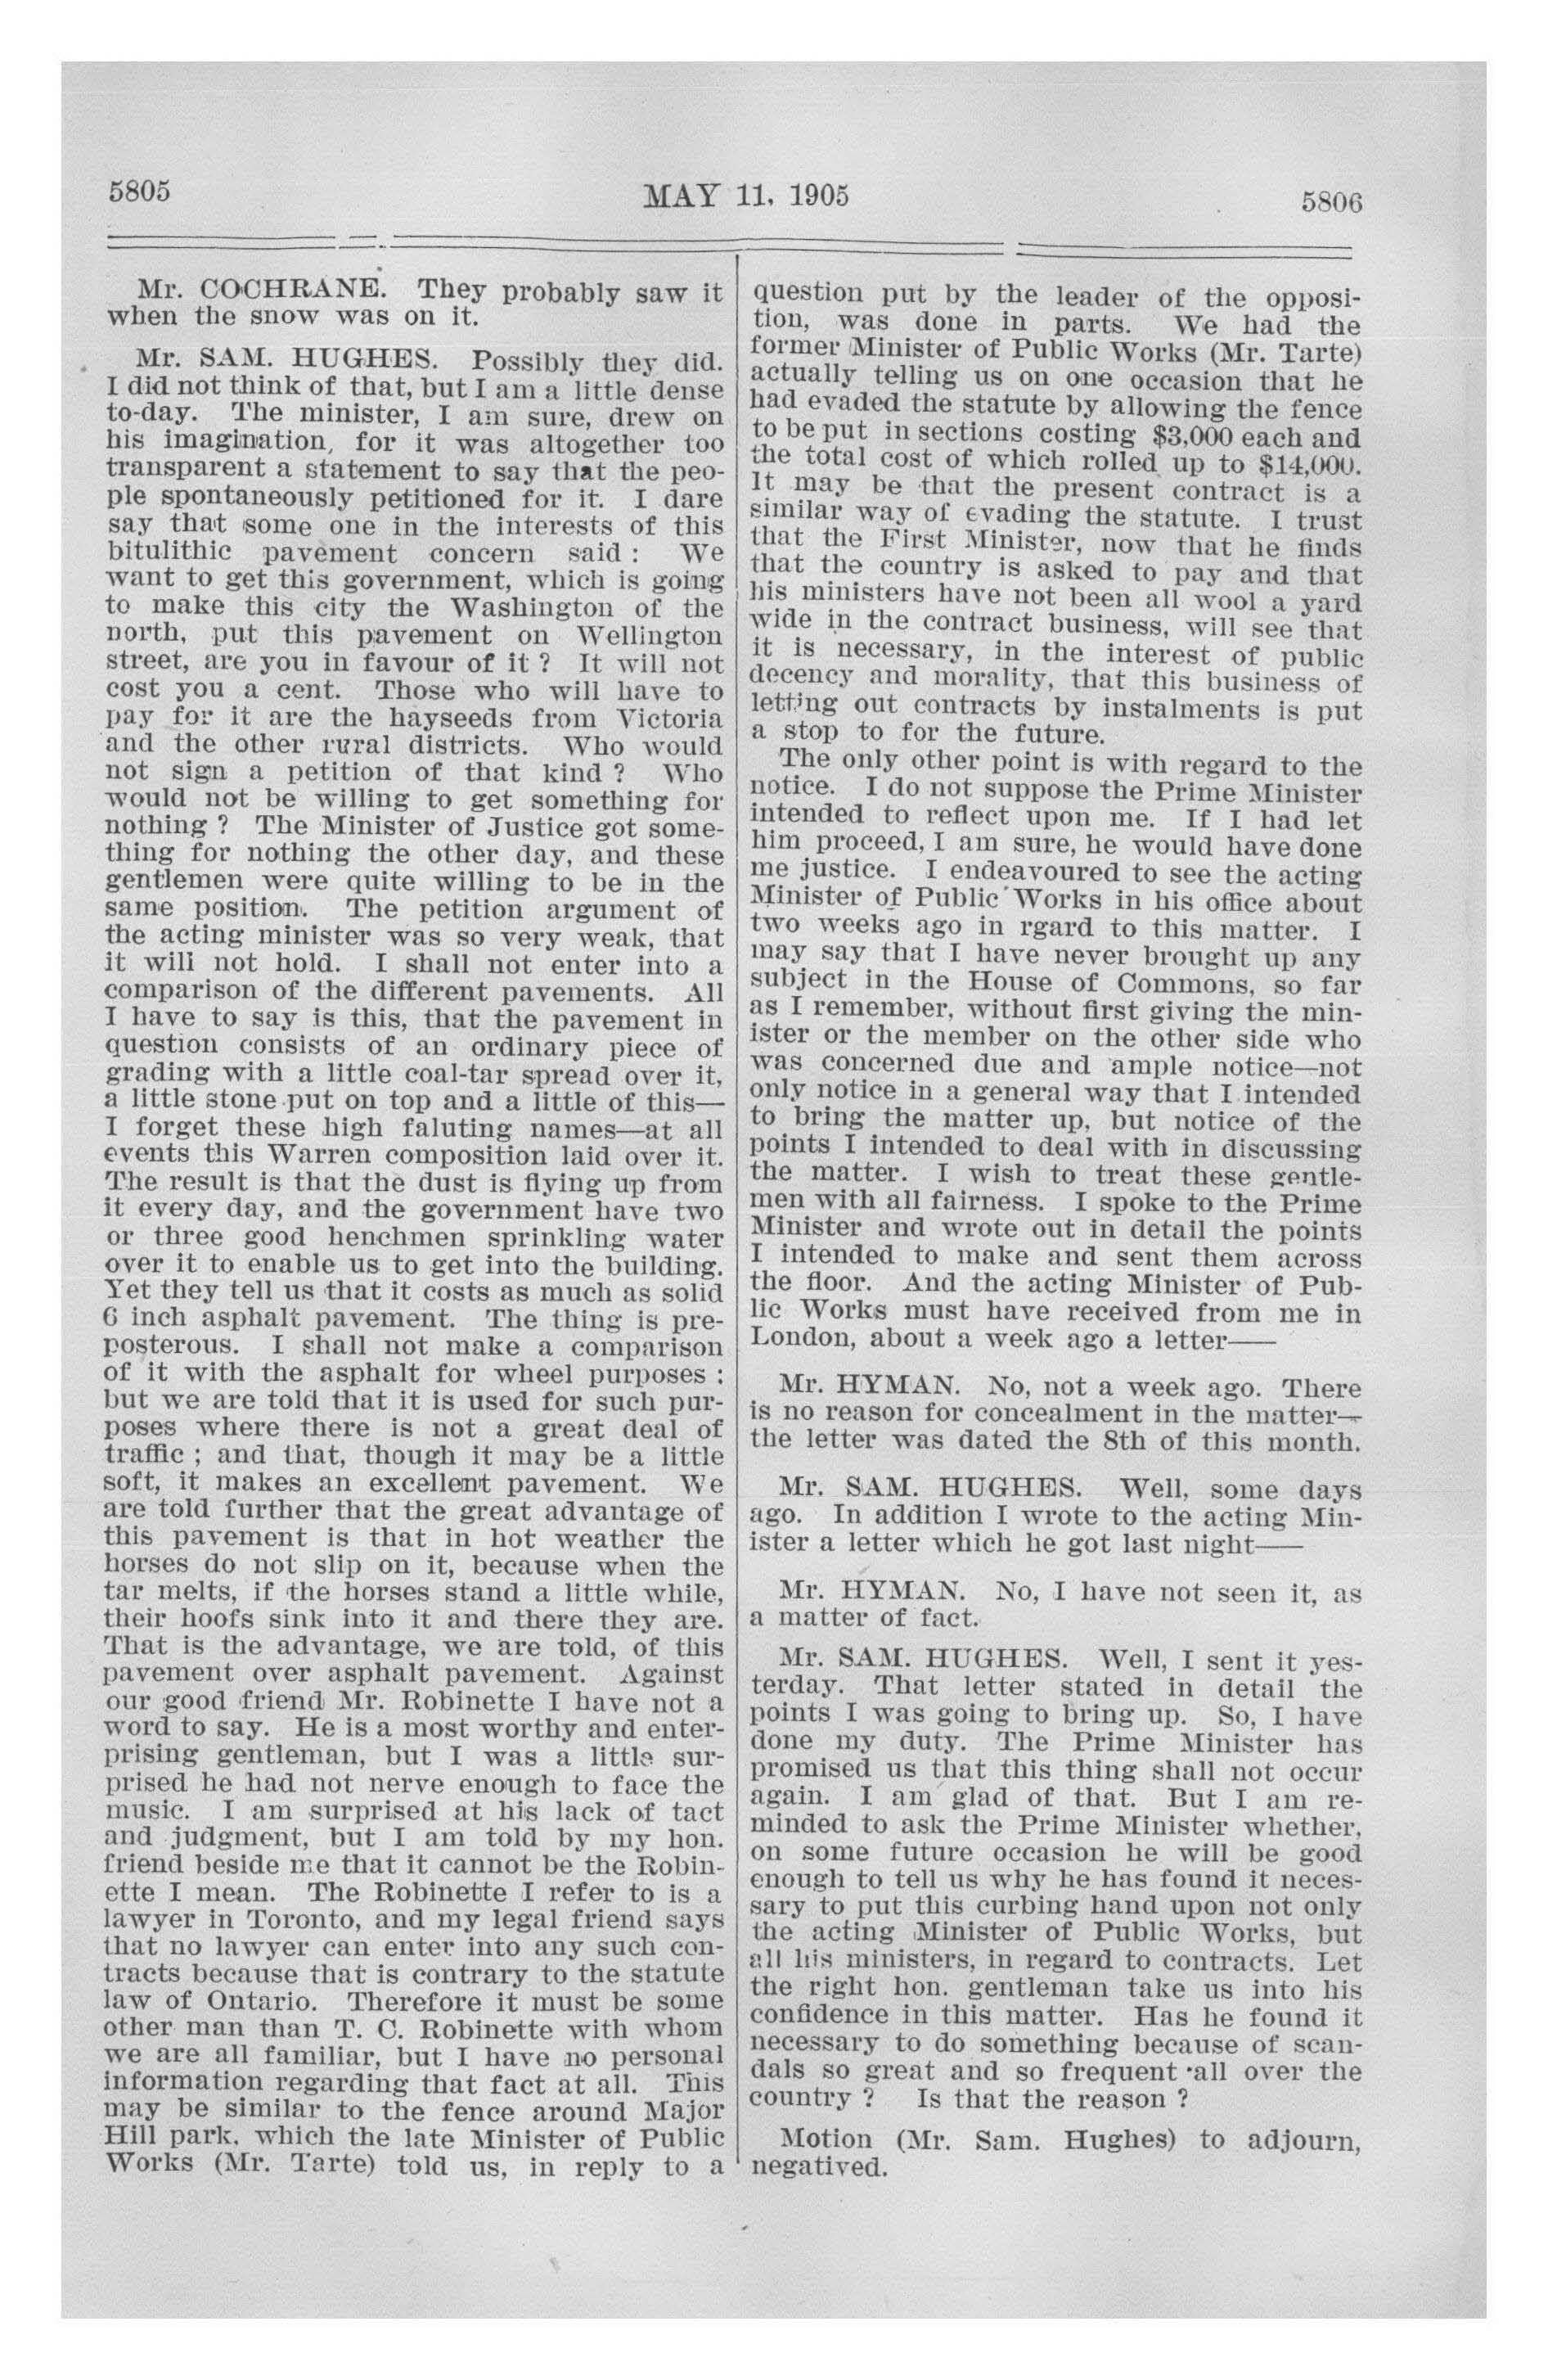 5805
MAY 11, 1905
5806
Mr. COCHRANE. They probably saw it
when the snow was on it.
Mr. SAM. HUGHES. Possibly they did.
I did not think of that, but I am a little dense
to-day. The minister, I am sure, drew on
his imagination, for it was altogether too
transparent a statement to say that the peo-
ple spontaneously petitioned for it. I dare
say that some one in the interests of this
bitulithic pavement concern said : We
want to get this government, which is going
to make this city the Washington of the
north, put this pavement on Wellington
street, are you in favour of it ? It will not
cost you a cent. Those who will have to
pay for it are the hayseeds from Victoria
and the other rural districts. Who would
not sign a petition of that kind ? Who
would not be willing to get something for
nothing ? The Minister of Justice got some-
thing for nothing the other day, and these
gentlemen were quite willing to be in the
same position. The petition argument of
the acting minister was so very weak, that
it will not hold. I shall not enter into a
comparison of the different pavements. All
I have to say is this, that the pavement in
question consists of an ordinary piece of
grading with a little coal-tar spread over it,
a little stone put on top and a little of this—
I forget these high faluting names—at all
events this Warren composition laid over it.
The result is that the dust is flying up from
it every day, and the government have two
or three good henchmen sprinkling water
over it to enable us to get into the building.
Yet they tell us that it costs as much as solid
6 inch asphalt pavement. The thing is pre-
posterous. I shall not make a comparison
of it with the asphalt for wheel purposes ;
but we are told that it is used for such pur-
poses where there is not a great deal of
traffic ; and that, though it may be a little
soft, it makes an excellent pavement. We
are told further that the great advantage of
this pavement is that in hot weather the
horses do not slip on it, because when the
tar melts, if the horses stand a little while,
their hoofs sink into it and there they are.
That is the advantage, we are told, of this
pavement over asphalt pavement. Against
our good friend Mr. Robinette I have not a
word to say. He is a most worthy and enter-
prising gentleman, but I was a little sur-
prised he had not nerve enough to face the
music. I am surprised at his lack of tact
and judgment, but I am told by my hon.
friend beside me that it cannot be the Robin-
ette I mean. The Robinette I refer to is a
lawyer in Toronto, and my legal friend says
that no lawyer can enter into any such con-
tracts because that is contrary to the statute
law of Ontario. Therefore it must be some
other man than T. C. Robinette with whom
we are all familiar, but I have no personal
information regarding that fact at all. This
may be similar to the fence around Major
Hill park, which the late Minister of Public
Works (Mr. Tarte) told us, in reply to a
question put by the leader of the opposi-
tion, was done in parts. We had the
former Minister of Public Works (Mr. Tarte)
actually telling us on one occasion that he
had evaded the statute by allowing the fence
to be put in sections costing $3,000 each and
the total cost of which rolled up to $14,000.
It may be that the present contract is a
similar way of evading the statute. I trust
that the First Minister, now that he finds
that the country is asked to pay and that
his ministers have not been all wool a yard
wide in the contract business, will see that
it is necessary, in the interest of public
decency and morality, that this business of
letting out contracts by instalments is put
a stop to for the future.
The only other point is with regard to the
notice. I do not suppose the Prime Minister
intended to reflect upon me. If I had let
him proceed, I am sure, he would have done
me justice. I endeavoured to see the acting
Minister of Public Works in his office about
two weeks ago in rgard to this matter. I
may say that I have never brought up any
subject in the House of Commons, so far
as I remember, without first giving the min-
ister or the member on the other side who
was concerned due and ample notice—not
only notice in a general way that I intended
to bring the matter up, but notice of the
points I intended to deal with in discussing
the matter. I wish to treat these gentle-
men with all fairness. I spoke to the Prime
Minister and wrote out in detail the points
I intended to make and sent them across
the floor. And the acting Minister of Pub-
lic Works must have received from me in
London, about a week ago a letter——
Mr. HYMAN. No, not a week ago. There
is no reason for concealment in the matter—
the letter was dated the 8th of this month.
Mr. SAM. HUGHES. Well, some days
ago. In addition I wrote to the acting Min-
ister a letter which he got last night——
Mr. HYMAN. No, I have not seen it, as
a matter of fact.
Mr. SAM. HUGHES. Well, I sent it yes-
terday. That letter stated in detail the
points I was going to bring up. So, I have
done my duty. The Prime Minister has
promised us that this thing shall not occur
again. I am glad of that. But I am re-
minded to ask the Prime Minister whether,
on some future occasion he will be good
enough to tell us why he has found it neces-
sary to put this curbing hand upon not only
the acting Minister of Public Works, but
all his ministers, in regard to contracts. Let
the right hon. gentleman take us into his
confidence in this matter. Has he found it
necessary to do something because of scan-
dals so great and so frequent all over the
country ? Is that the reason ?
Motion (Mr. Sam. Hughes) to adjourn,
negatived.